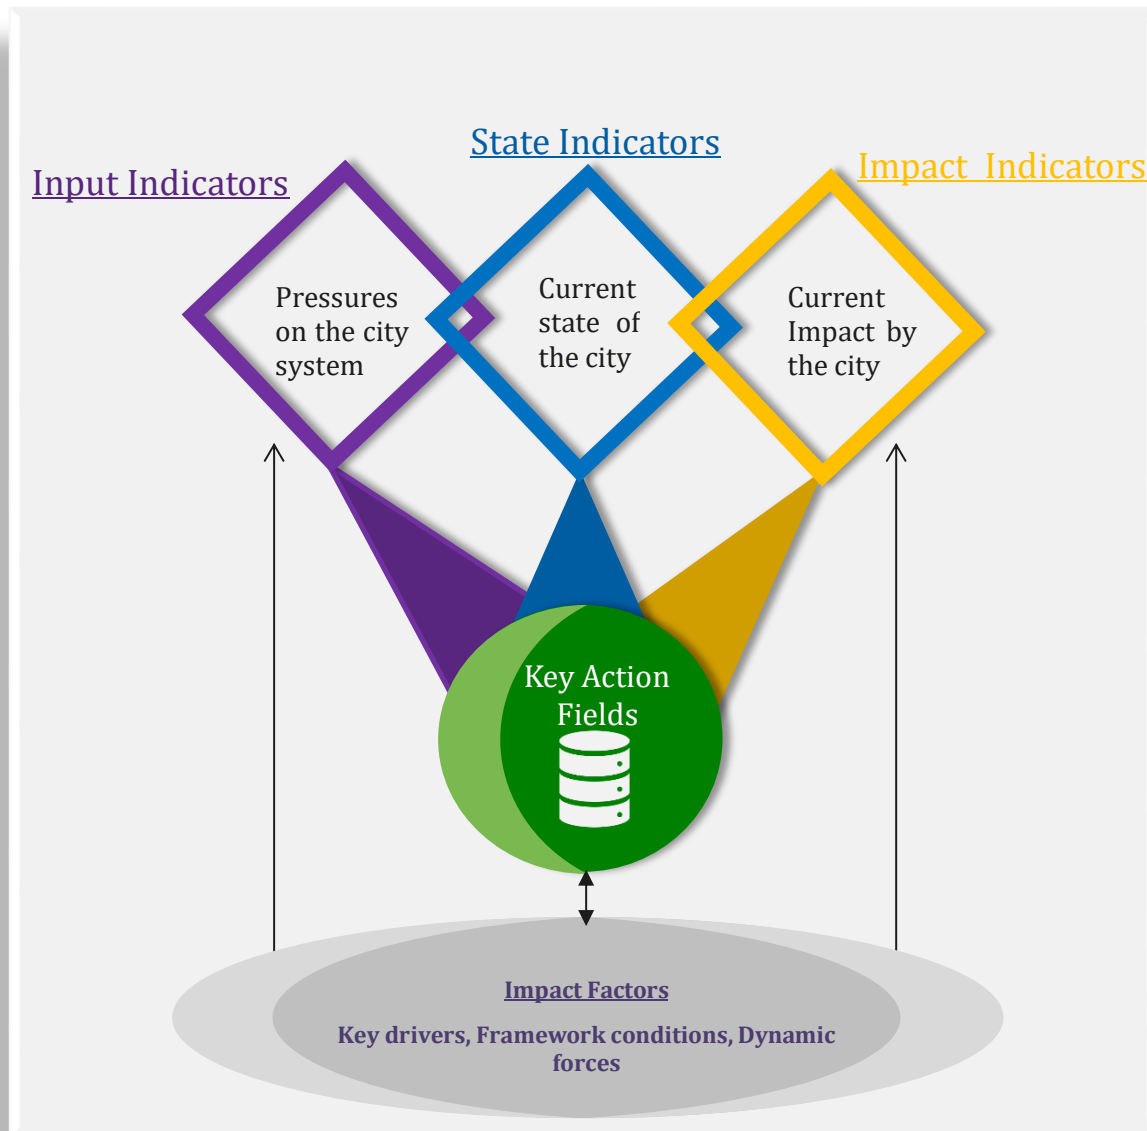 State Indicators
Input Indicators
Impact Indicators
Pressures
on the city
system
Current
state of
the city
Current
Impact by
the city
Key Action
Fields
Impact Factors
Key drivers, Framework conditions, Dynamic
forces